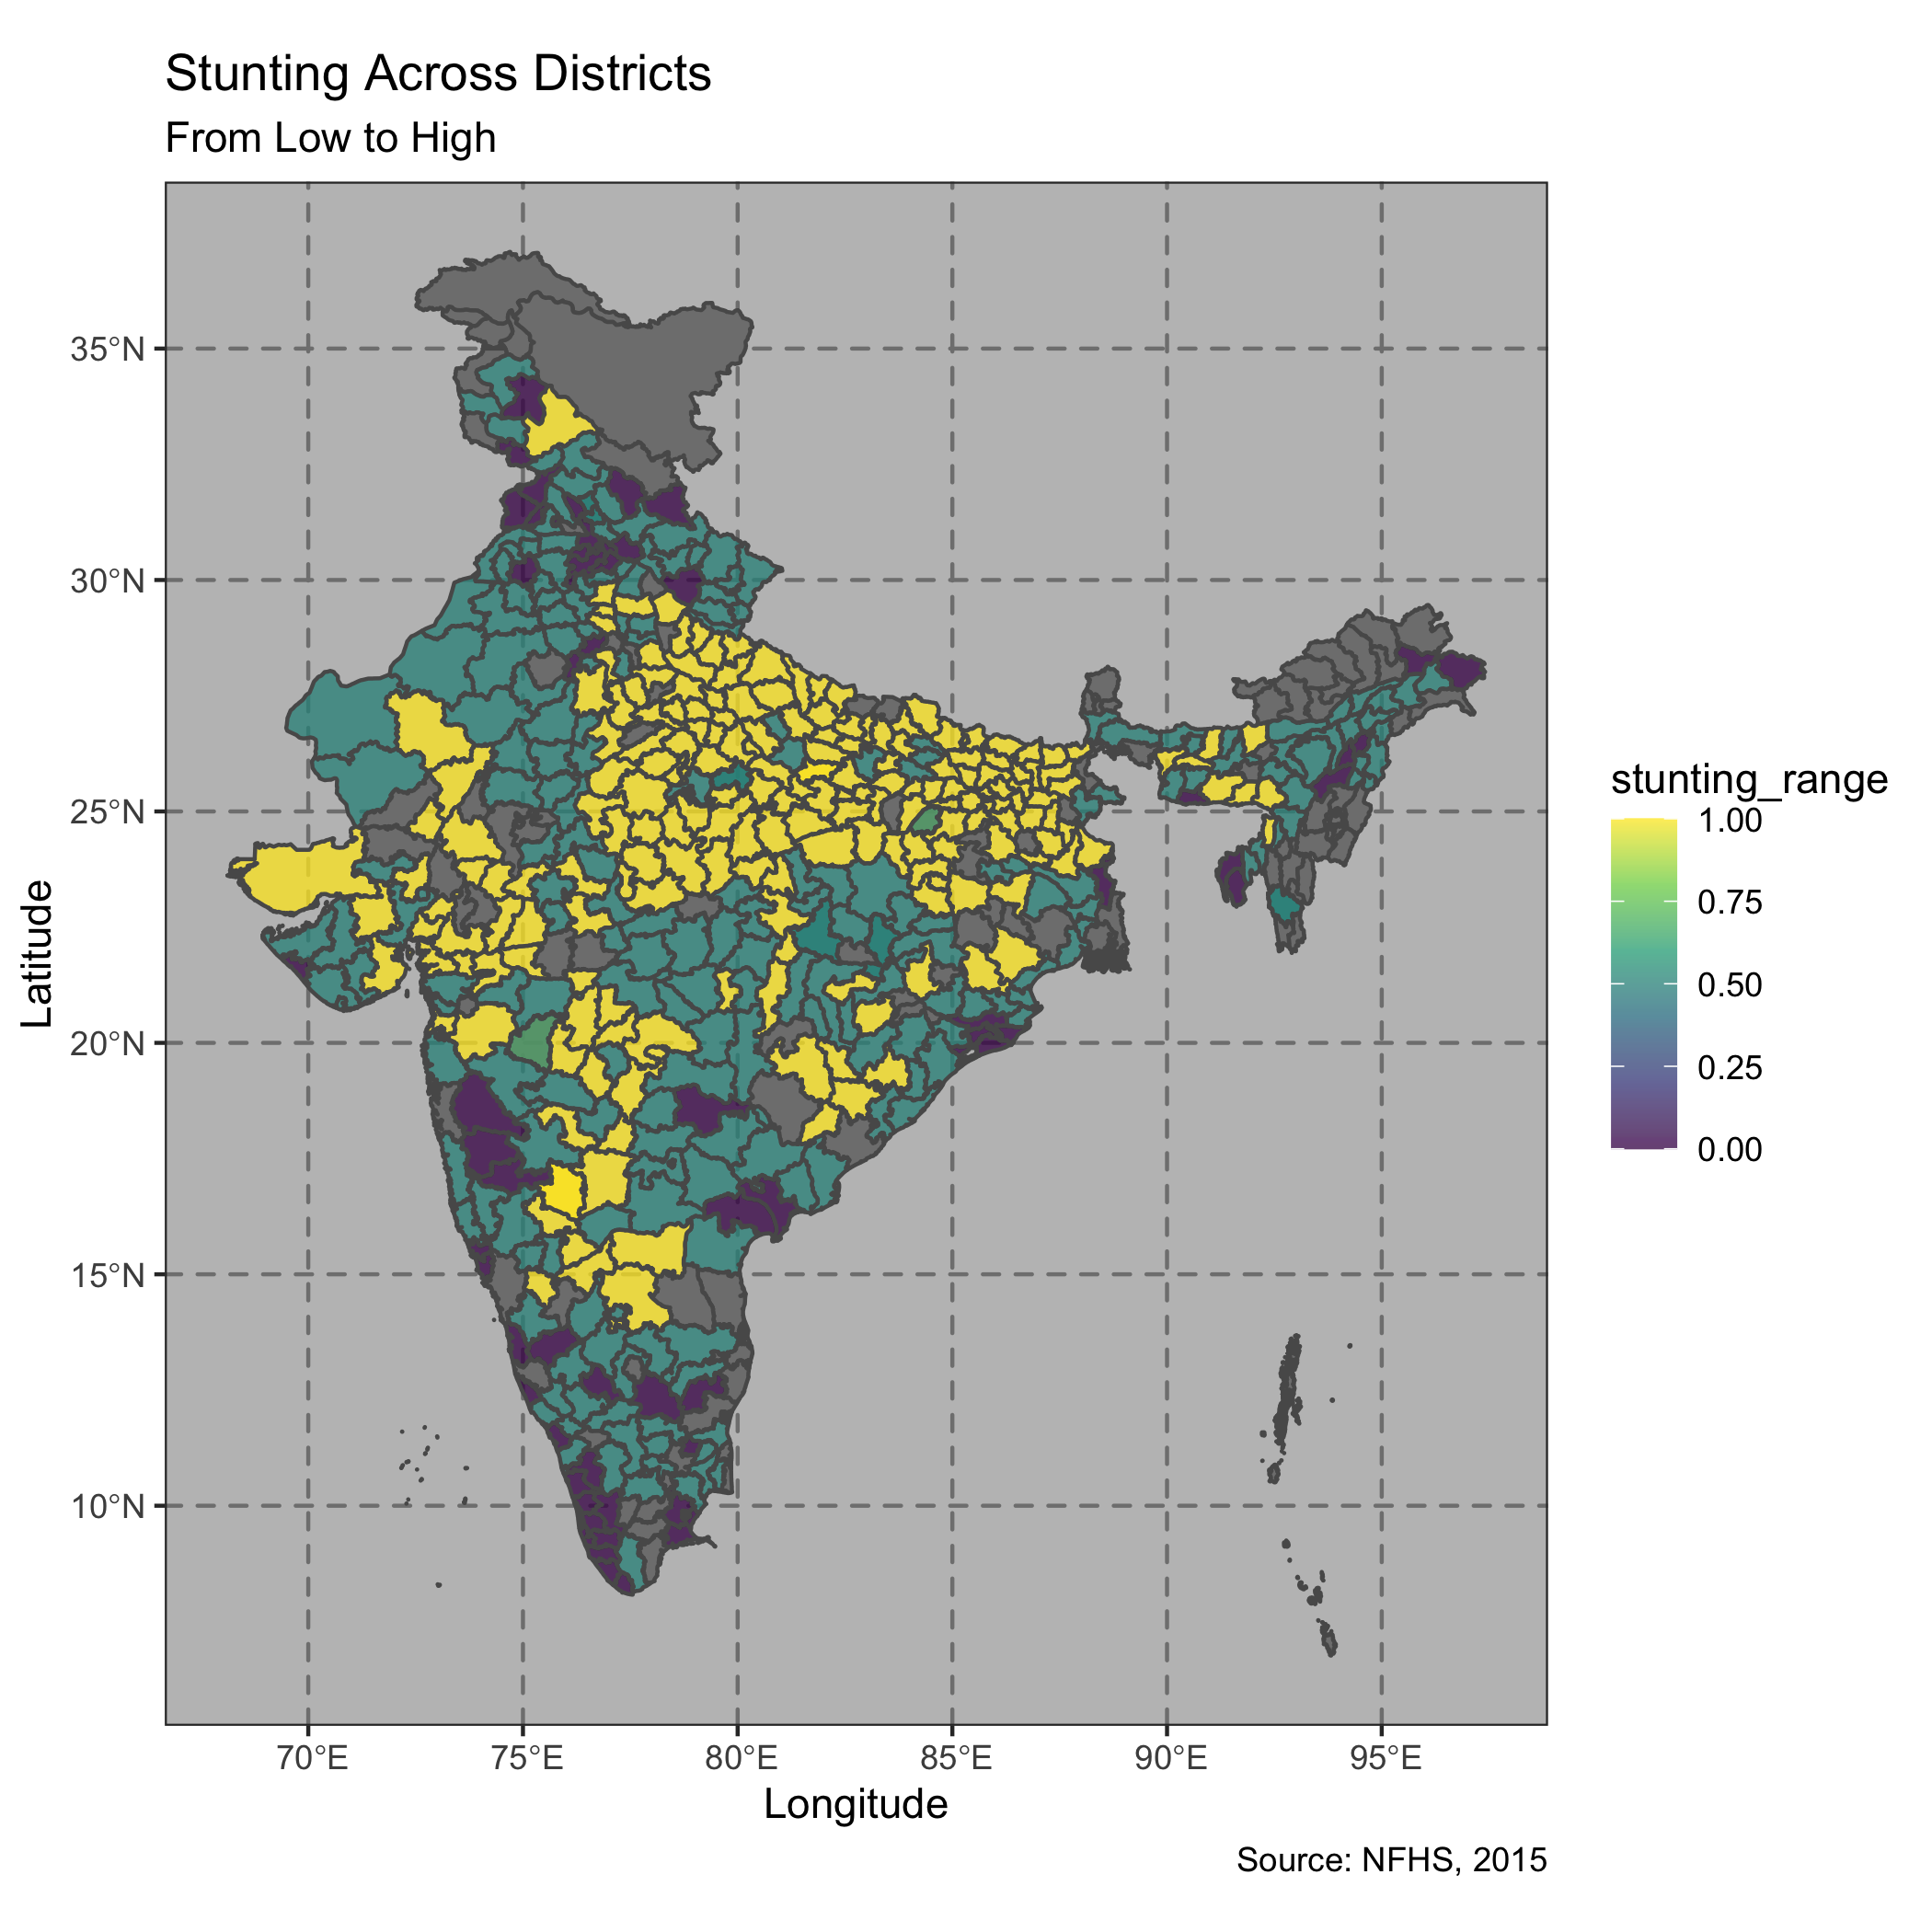 Stunting Across Districts
From Low to High
35°N
30°N
25°N
20°N
15°N
10°N
Latitude
70°E
75°E
80°E
85°E
90°E
95°E
Longitude
stunting_range
1.00
0.75
0.50
0.25
0.00
Source: NFHS, 2015